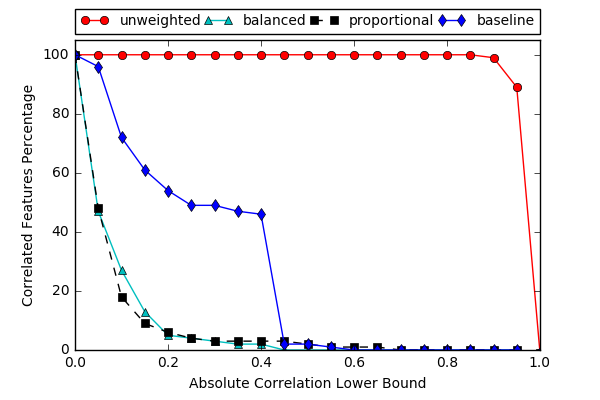 unweighted balanced proportional baseline
100
80
60
40
20
0
0.0 0.2 0.4 0.6 0.8 1.0
Correlated Features Percentage
Absolute Correlation Lower Bound